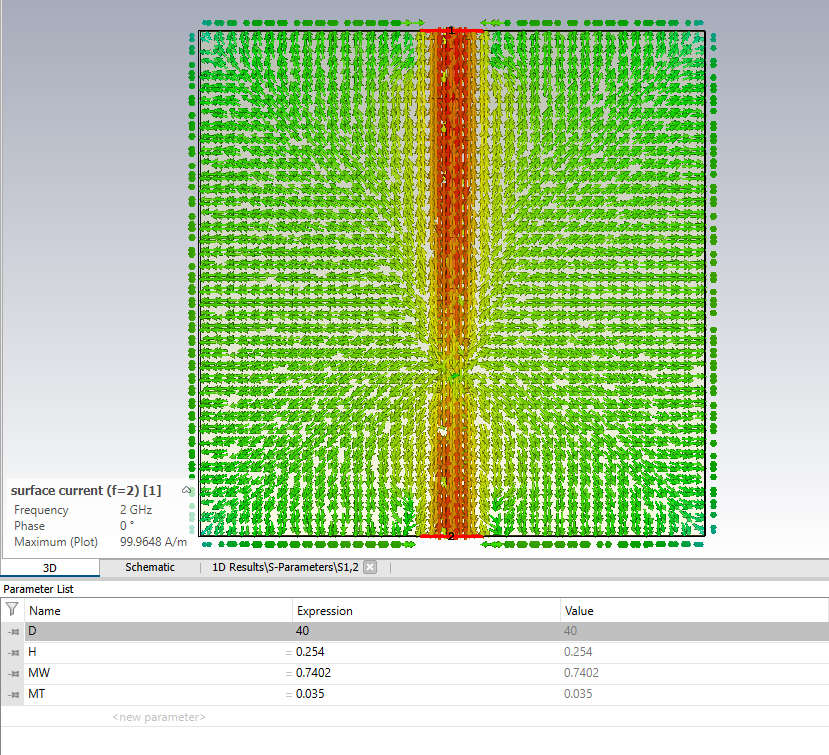 1
2
surface current (f=2) [1]
Frequency 2 GHz
Phase 0 °
Maximum (Plot) 99.9648 A/m
3D Schematic 1D Results\S-Parameters\S1,2
Parameter List
Name Expression Value
D 40 40
H = 0.254 0.254
MW = 0.7402 0.7402
MT = 0.035 0.035
<new parameter>